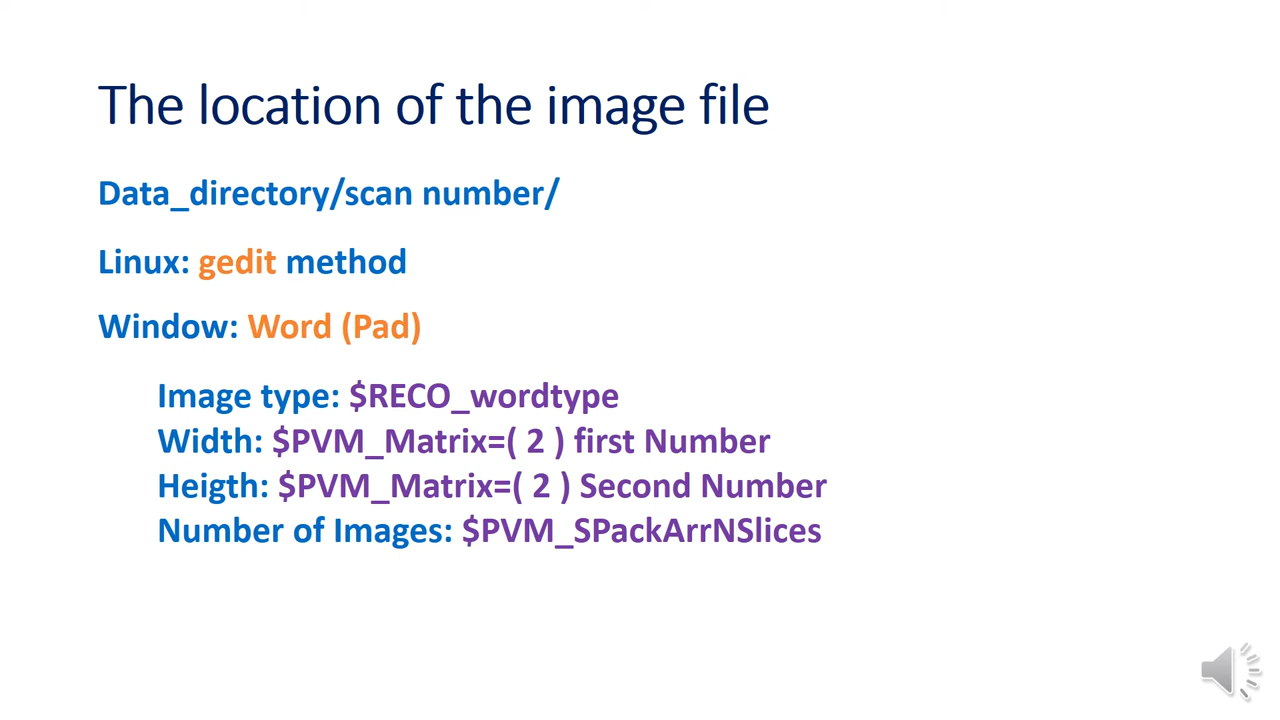 The location of the image file
Data_directory/scan number/
Linux: gedit method
Window: Word (Pad)
Image type: $RECO_wordtype
Width: $PVM_Matrix=( 2 ) first Number
Heigth: $PVM_Matrix=( 2 ) Second Number
Number of Images: $PVM_SPackArrNSlices